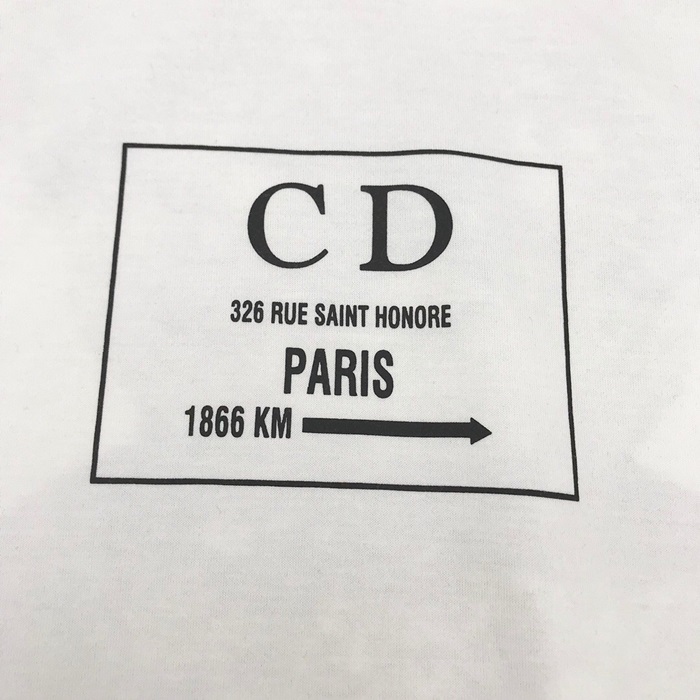 CD
326 RUE SAINT HONORE
PARIS
1866 KM